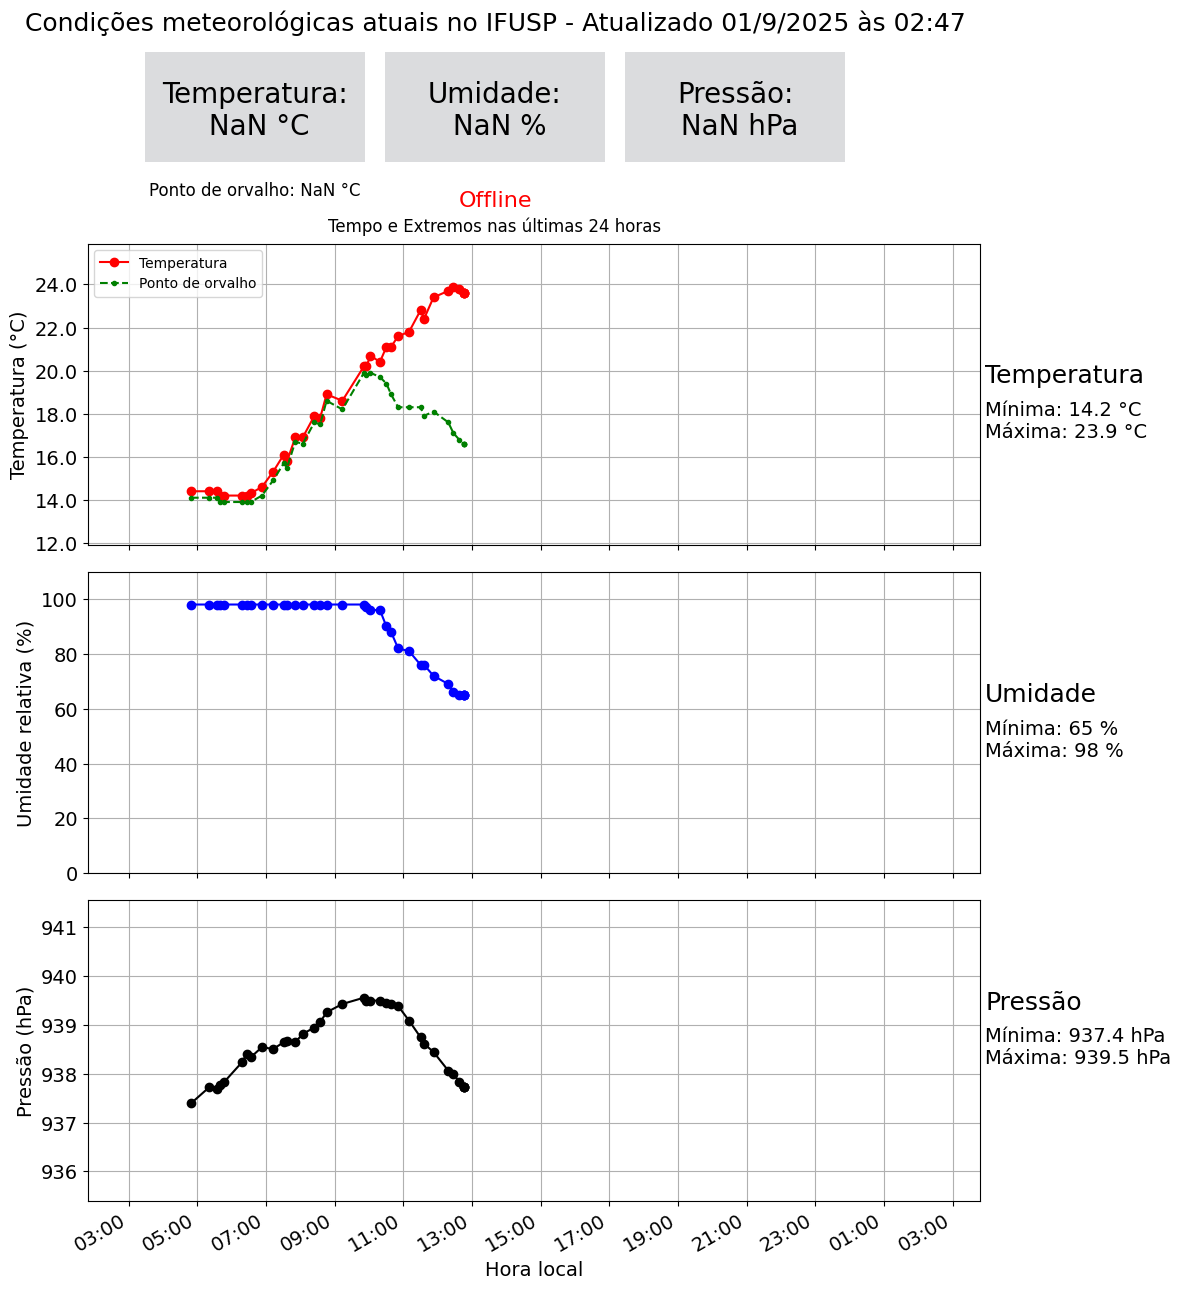 Condições meteorológicas atuais no IFUSP - Atualizado 01/9/2025 às 02:47
Temperatura:
NaN °C
Umidade:
NaN %
Pressão:
NaN hPa
Ponto de orvalho: NaN °C
Offline
Tempo e Extremos nas últimas 24 horas
Temperatura
Ponto de orvalho
Temperatura (°C)
24.0
22.0
20.0
18.0
16.0
14.0
12.0
Temperatura
Mínima: 14.2 °C
Máxima: 23.9 °C
Umidade relativa (%)
100
80
60
40
20
0
Umidade
Mínima: 65 %
Máxima: 98 %
Pressão (hPa)
941
940
939
938
937
936
Pressão
Mínima: 937.4 hPa
Máxima: 939.5 hPa
03:00 05:00 07:00 09:00 11:00 13:00 15:00 17:00 19:00 21:00 23:00 01:00 03:00
Hora local